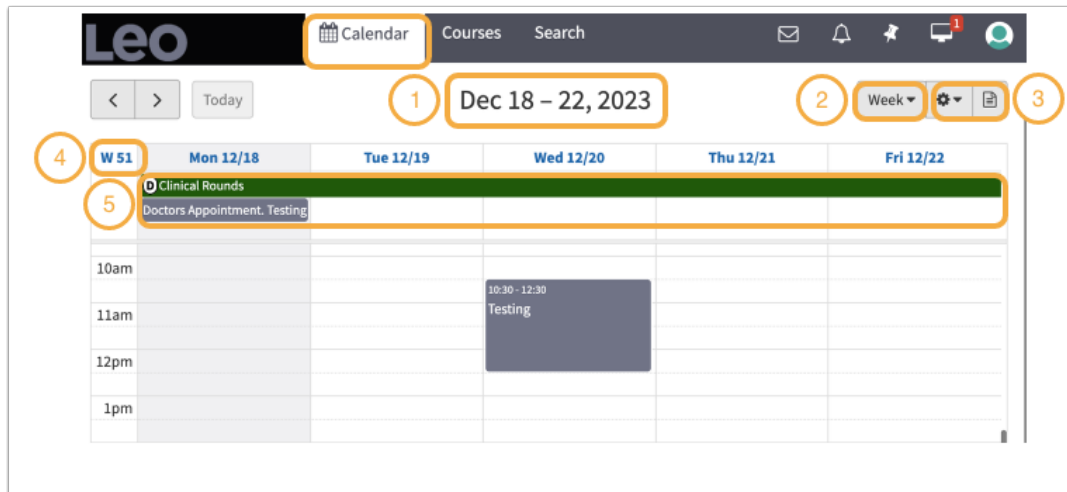 Leo
Calendar
Courses
Search
1
Today
1
Dec 18 – 22, 2023
2
Week
3
4
W 51
Mon 12/18
Tue 12/19
Wed 12/20
Thu 12/21
Fri 12/22
5
D Clinical Rounds
Doctors Appointment. Testing
10am
10:30 - 12:30
Testing
11am
12pm
1pm